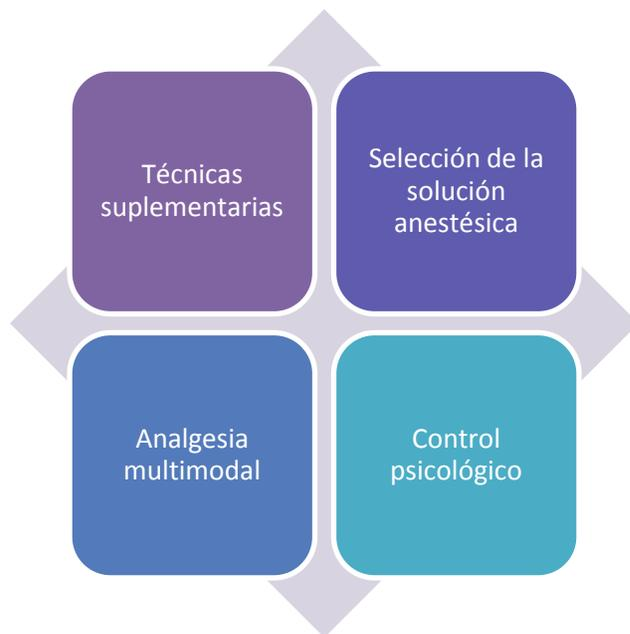 Técnicas
suplementarias
Selección de la
solución
anestésica
Analgesia
multimodal
Control
psicológico